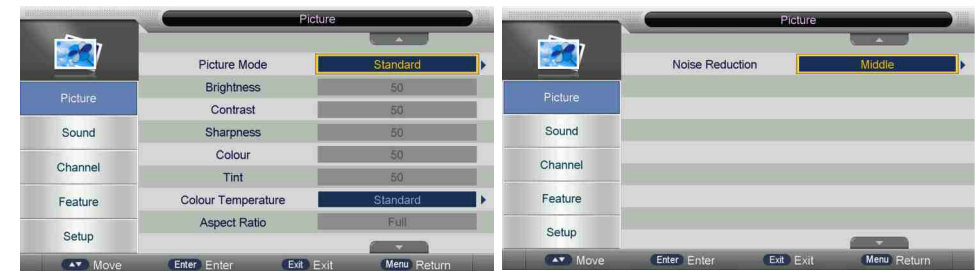 Picture
Picture Mode Standard
Brightness 50
Contrast 50
Sharpness 50
Colour 50
Tint 50
Colour Temperature Standard
Aspect Ratio Full
Picture
Sound
Channel
Feature
Setup
Move Enter Enter Exit Exit Menu Return
Picture
Noise Reduction Middle
Picture
Sound
Channel
Feature
Setup
Move Enter Enter Exit Exit Menu Return